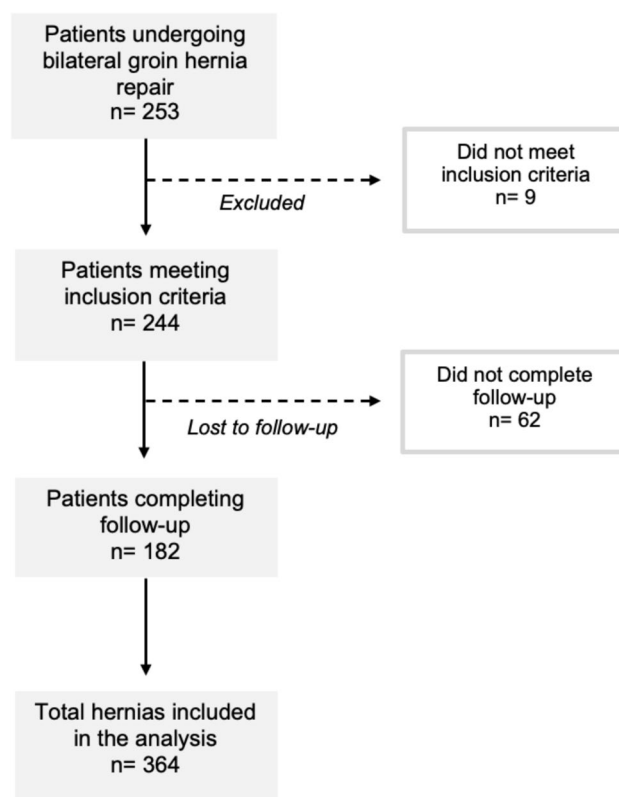 Patients undergoing
bilateral groin hernia
repair
n= 253
Excluded
Did not meet
inclusion criteria
n= 9
Patients meeting
inclusion criteria
n= 244
Lost to follow-up
Did not complete
follow-up
n= 62
Patients completing
follow-up
n= 182
Total hernias included
in the analysis
n= 364